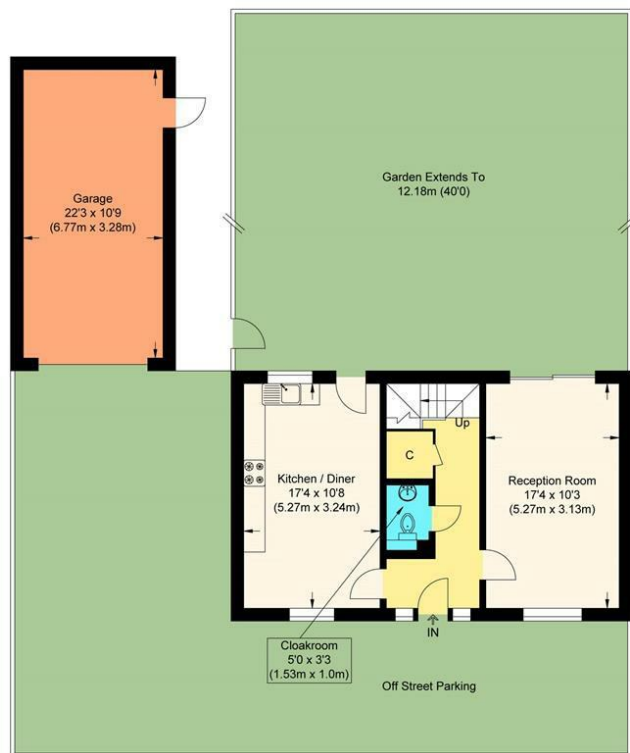 Garage
22'3 x 10'9
(6.77m x 3.28m)
Garden Extends To
12.18m (40'0)
Up
C
Kitchen / Diner
17'4 x 10'8
(5.27m x 3.24m)
Reception Room
17'4 x 10'3
(5.27m x 3.13m)
IN
Cloakroom
5'0 x 3'3
(1.53m x 1.0m)
Off Street Parking